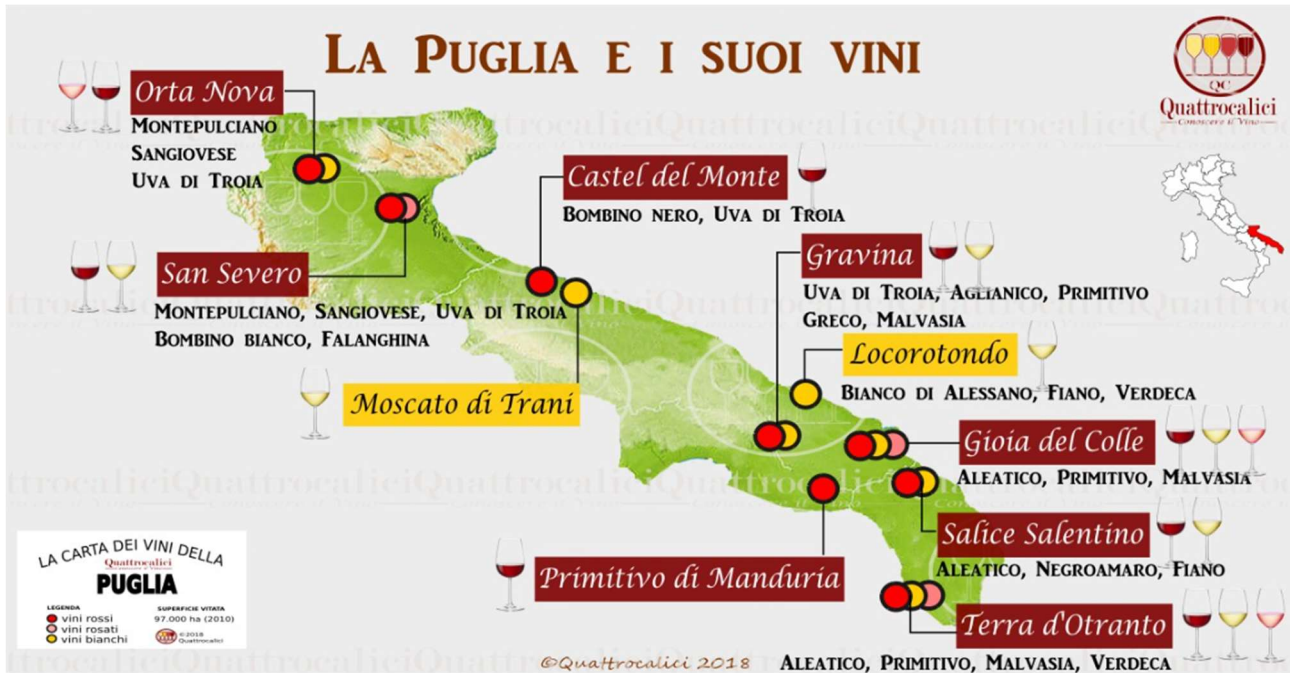 LA PUGLIA E I SUOI VINI
QC
Quattrocalici
Conoscere il Vino
Orta Nova
MONTEPULCIANO
SANGIOVESE
UVA DI TROIA
Castel del Monte
BOMBINO NERO, UVA DI TROIA
San Severo
MONTEPULCIANO, SANGIOVESE, UVA DI TROIA
BOMBINO BIANCO, FALANGHINA
Gravina
UVA DI TROIA, AGLIANICO, PRIMITIVO
GRECO, MALVASIA
Moscato di Trani
Locorotondo
BIANCO DI ALESSANO, FIANO, VERDECA
Gioia del Colle
ALEATICO, PRIMITIVO, MALVASIA
Salice Salentino
ALEATICO, NEGROAMARO, FIANO
Primitivo di Manduria
Terra d'Otranto
ALEATICO, PRIMITIVO, MALVASIA, VERDECA
LA CARTA DEI VINI DELLA
Quattrocalici
PUGLIA
LEGENDA
vini rossi
vini rosati
vini bianchi
SUPERFICIE VITATA
97.000 ha (2010)
©2018
Quattrocalici
©Quattrocalici 2018